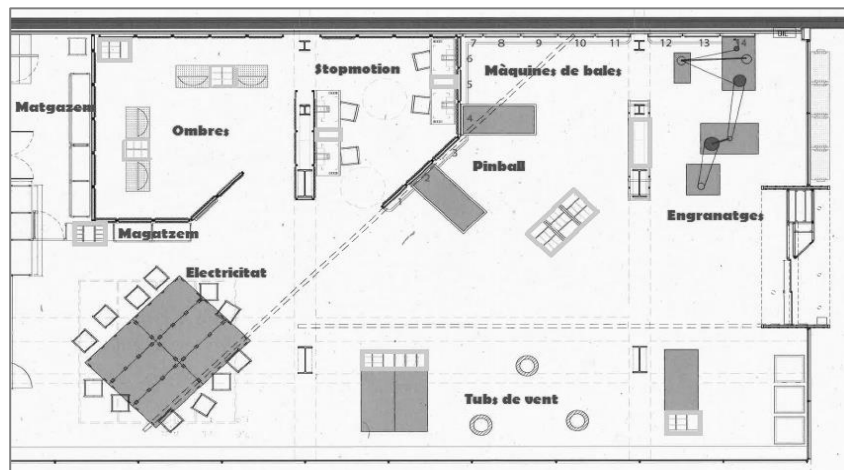 7 8 9 10 11 12 13 14
Stopmotion
Màquines de bales
6
5
Matgazem
Ombres
4
3
Pinball
2
1
Engranatges
Magatzem
Electricitat
Tubs de vent